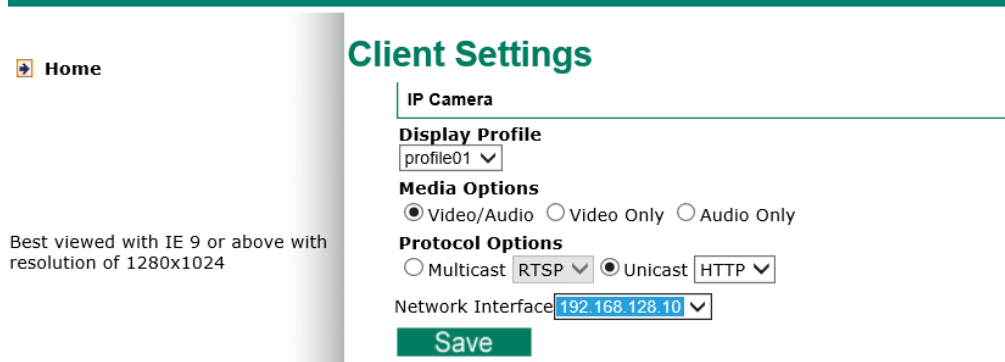 Client Settings
Home
IP Camera
Display Profile
profile01
Media Options
Video/Audio Video Only Audio Only
Best viewed with IE 9 or above with
resolution of 1280x1024
Protocol Options
Multicast RTSP Unicast HTTP
Network Interface 192.168.128.10
Save